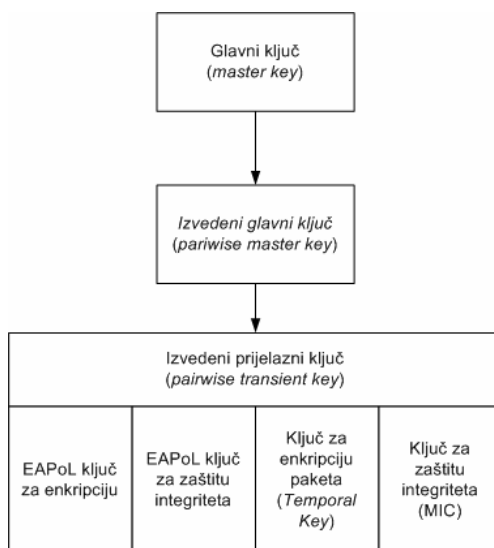 Glavni ključ
(master key)
Izvedeni glavni ključ
(pariwise master key)
Izvedeni prijelazni ključ
(pairwise transient key)
EAPoL ključ
za enkripciju
EAPoL ključ
za zaštitu
integriteta
Ključ za
enkripciju
paketa
(Temporal
Key)
Ključ za
zaštitu
integriteta
(MIC)